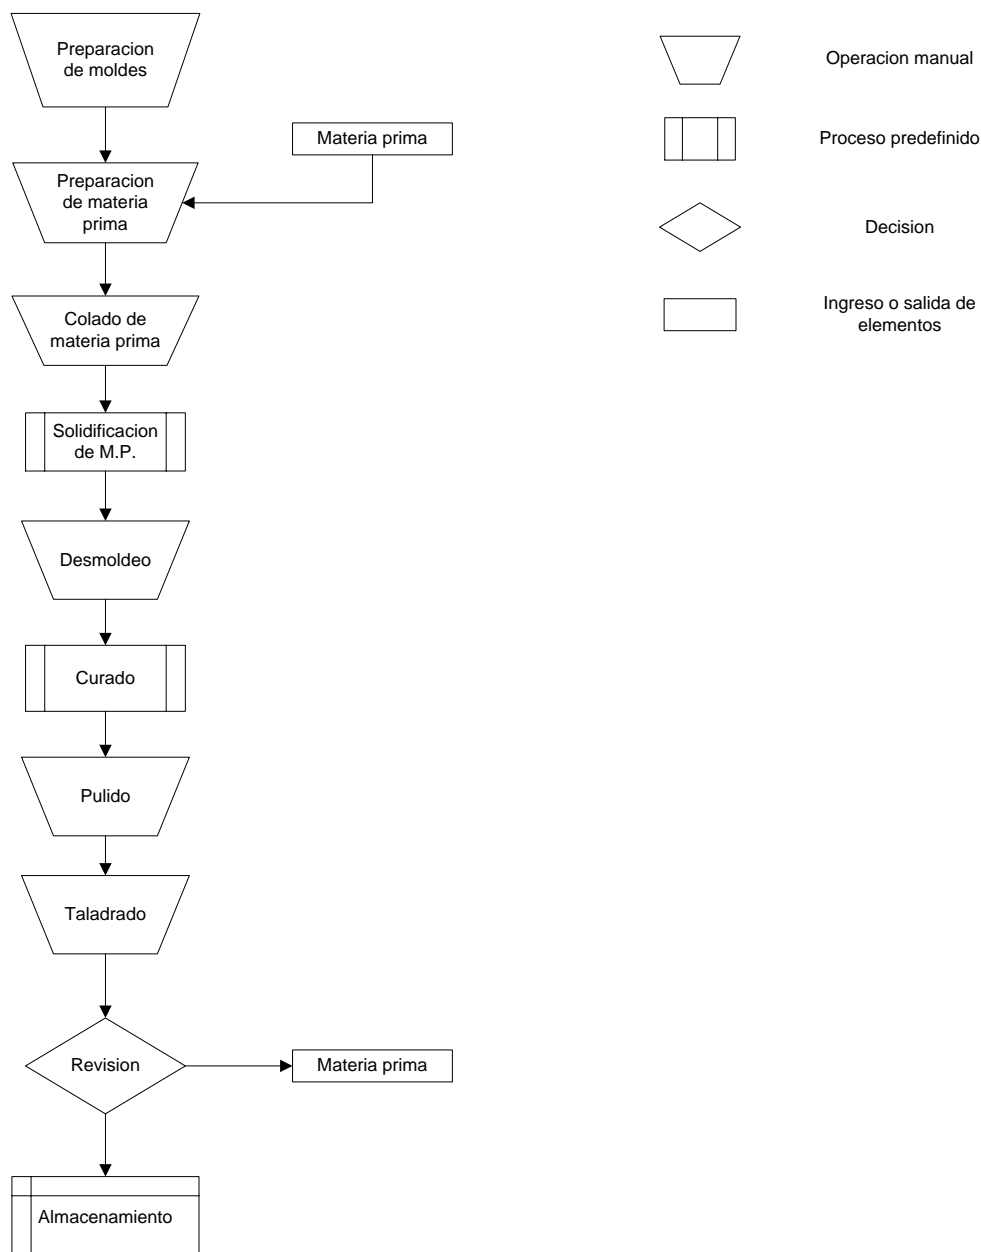 Preparacion
de moldes
Materia prima
Preparacion
de materia
prima
Colado de
materia prima
Solidificacion
de M.P.
Desmoldeo
Curado
Pulido
Taladrado
Revision
Materia prima
Almacenamiento
Operacion manual
Proceso predefinido
Decision
Ingreso o salida de
elementos